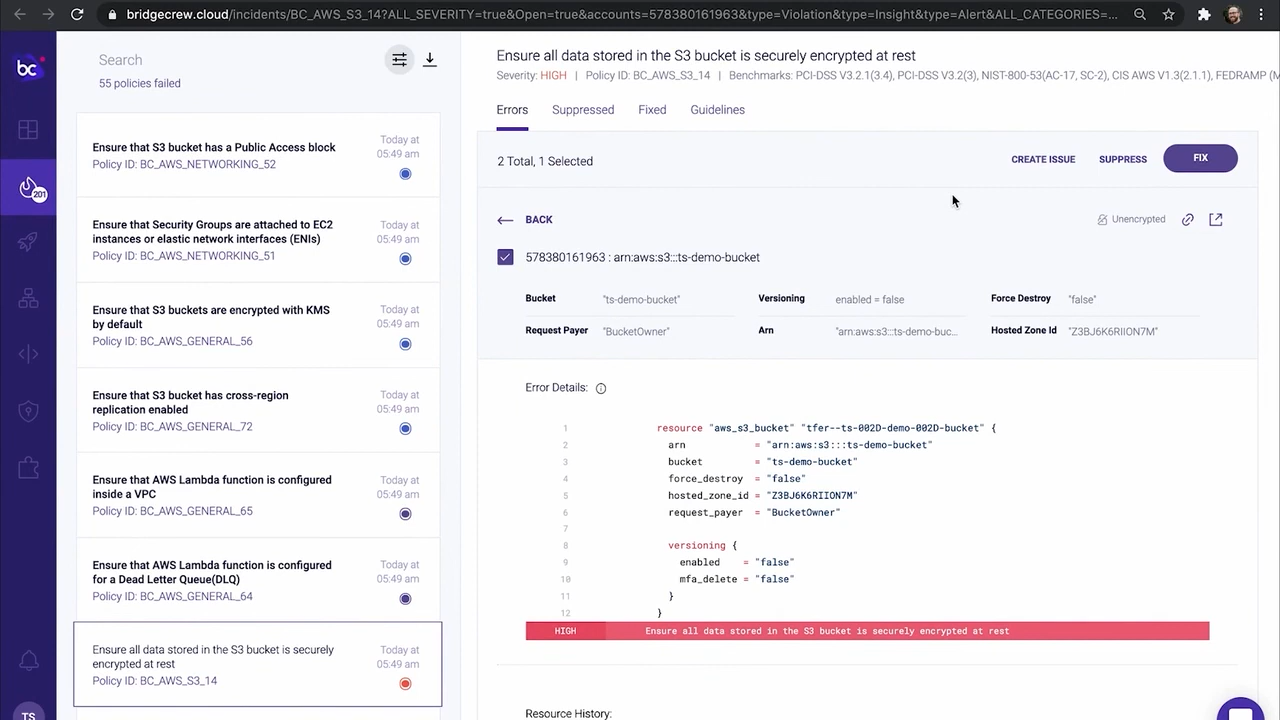 bridgecrew.cloud/incidents/BC_AWS_S3_14?ALL_SEVERITY=true&Open=true&accounts=578380161963&type=Violation&type=Insight&type=Alert&ALL_CATEGORIES=...
bc
201
TS
Search
55 policies failed
Ensure that S3 bucket has a Public Access block
Policy ID: BC_AWS_NETWORKING_52
Today at
05:49 am
Ensure that Security Groups are attached to EC2
instances or elastic network interfaces (ENIs)
Policy ID: BC_AWS_NETWORKING_51
Today at
05:49 am
Ensure that S3 buckets are encrypted with KMS
by default
Policy ID: BC_AWS_GENERAL_56
Today at
05:49 am
Ensure that S3 bucket has cross-region
replication enabled
Policy ID: BC_AWS_GENERAL_72
Today at
05:49 am
Ensure that AWS Lambda function is configured
inside a VPC
Policy ID: BC_AWS_GENERAL_65
Today at
05:49 am
Ensure that AWS Lambda function is configured
for a Dead Letter Queue(DLQ)
Policy ID: BC_AWS_GENERAL_64
Today at
05:49 am
Ensure all data stored in the S3 bucket is securely
encrypted at rest
Policy ID: BC_AWS_S3_14
Today at
05:49 am
Ensure all data stored in the S3 bucket is securely encrypted at rest
Severity: HIGH | Policy ID: BC_AWS_S3_14 | Benchmarks: PCI-DSS V3.2.1(3.4), PCI-DSS V3.2(3), NIST-800-53(AC-17, SC-2), CIS AWS V1.3(2.1.1), FEDRAMP (M
Errors Suppressed Fixed Guidelines
2 Total, 1 Selected
CREATE ISSUE SUPPRESS FIX
BACK
Unencrypted
578380161963 : arn:aws:s3:::ts-demo-bucket
Bucket "ts-demo-bucket" Versioning enabled = false Force Destroy "false"
Request Payer "BucketOwner" Arn "arn:aws:s3:::ts-demo-buc... Hosted Zone Id "Z3BJ6K6RIION7M"
Error Details:
1 resource "aws_s3_bucket" "tfer--ts-002D-demo-002D-bucket" {
2 arn = "arn:aws:s3:::ts-demo-bucket"
3 bucket = "ts-demo-bucket"
4 force_destroy = "false"
5 hosted_zone_id = "Z3BJ6K6RIION7M"
6 request_payer = "BucketOwner"
7
8 versioning {
9 enabled = "false"
10 mfa_delete = "false"
11 }
12 }
HIGH Ensure all data stored in the S3 bucket is securely encrypted at rest
Resource History: